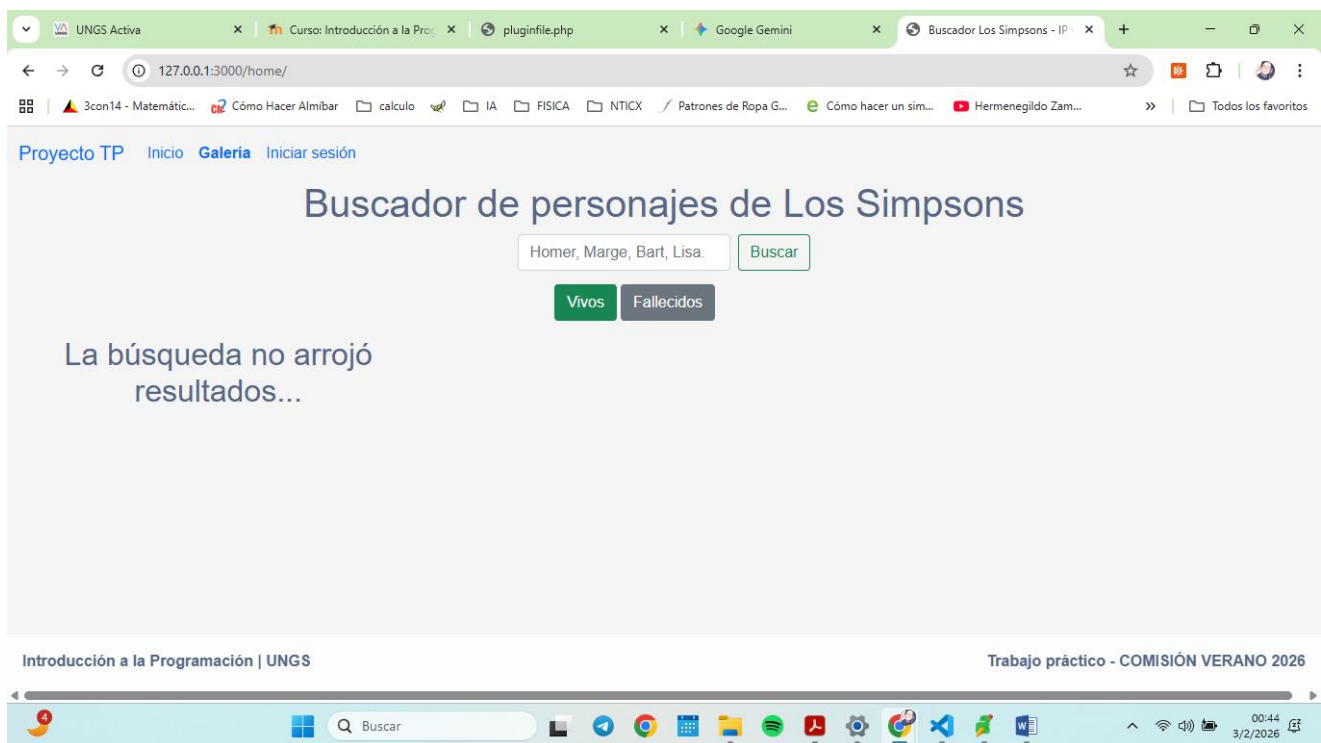 UNGS Activa
Curso: Introducción a la Prog
pluginfile.php
Google Gemini
Buscador Los Simpsons - IP
127.0.0.1:3000/home/
3con14 - Matemátic...
Cómo Hacer Almíbar
calculo
IA
FISICA
NTICX
Patrones de Ropa G...
Cómo hacer un sim...
Hermenegildo Zam...
»
Todos los favoritos
Proyecto TP Inicio Galería Iniciar sesión
Buscador de personajes de Los Simpsons
Homer, Marge, Bart, Lisa. Buscar
Vivos Fallecidos
La búsqueda no arrojó
resultados...
Introducción a la Programación | UNGS
Trabajo práctico - COMISIÓN VERANO 2026
4
Buscar
00:44
3/2/2026